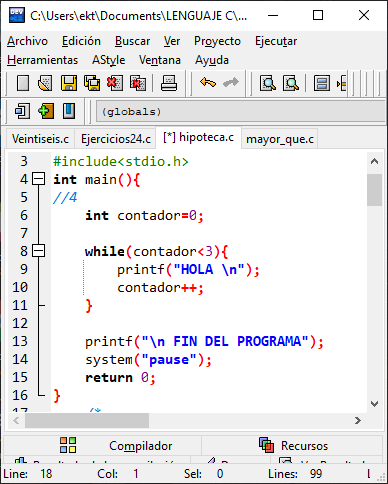 C:\Users\ekt\Documents\LENGUAJE C\
Archivo Edición Buscar Ver Proyecto Ejecutar
Herramientas AStyle Ventana Ayuda
(globals)
Veintiseis.c Ejercicios24.c [*] hipoteca.c mayor_que.c
3 #include<stdio.h>
4 int main(){
5 //4
6 int contador=0;
7
8 while(contador<3){
9 printf("HOLA \n");
10 contador++;
11 }
12
13 printf("\n FIN DEL PROGRAMA");
14 system("pause");
15 return 0;
16 }
17 /*
Compilador Recursos
Line: 18 Col: 1 Sel: 0 Lines: 99